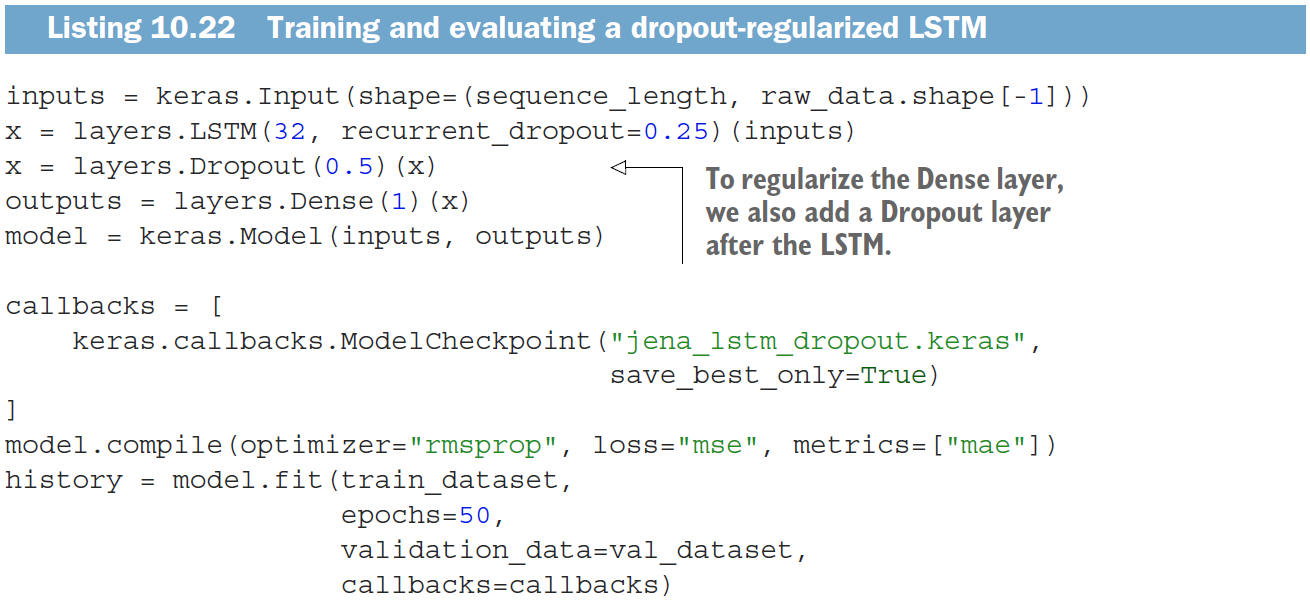 Listing 10.22 Training and evaluating a dropout-regularized LSTM
inputs = keras.Input(shape=(sequence_length, raw_data.shape[-1]))
x = layers.LSTM(32, recurrent_dropout=0.25)(inputs)
x = layers.Dropout(0.5)(x)
outputs = layers.Dense(1)(x)
model = keras.Model(inputs, outputs)
To regularize the Dense layer,
we also add a Dropout layer
after the LSTM.
callbacks = [
    keras.callbacks.ModelCheckpoint("jena_lstm_dropout.keras",
                                    save_best_only=True)
]
model.compile(optimizer="rmsprop", loss="mse", metrics=["mae"])
history = model.fit(train_dataset,
                    epochs=50,
                    validation_data=val_dataset,
                    callbacks=callbacks)